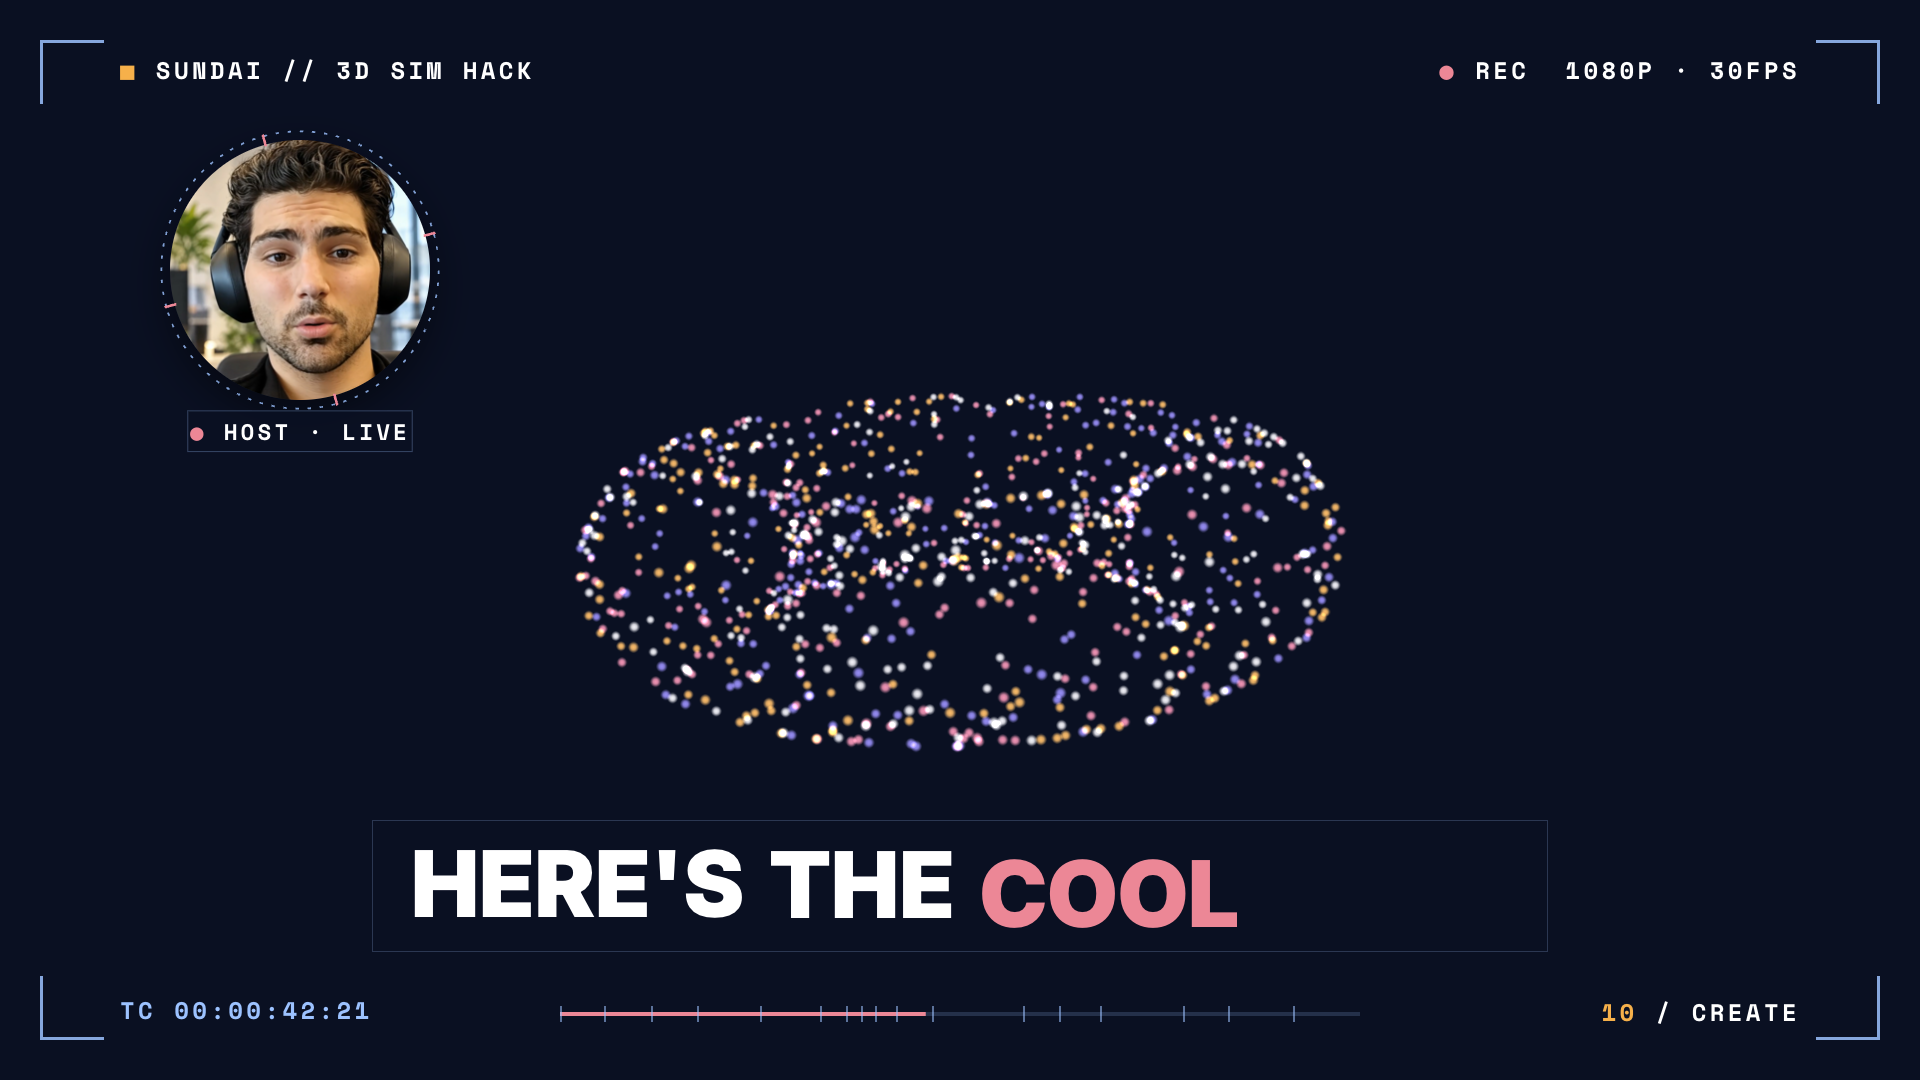 SUNDAI // 3D SIM HACK
REC 1080P · 30FPS
HOST · LIVE
HERE'S THE COOL
TC 00:00:42:21
10 / CREATE